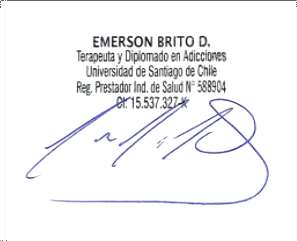 EMERSON BRITO D.
Terapeuta y Diplomado en Adicciones
Universidad de Santiago de Chile
Reg. Prestador Ind. de Salud N° 588904
CI: 15.537.327-X